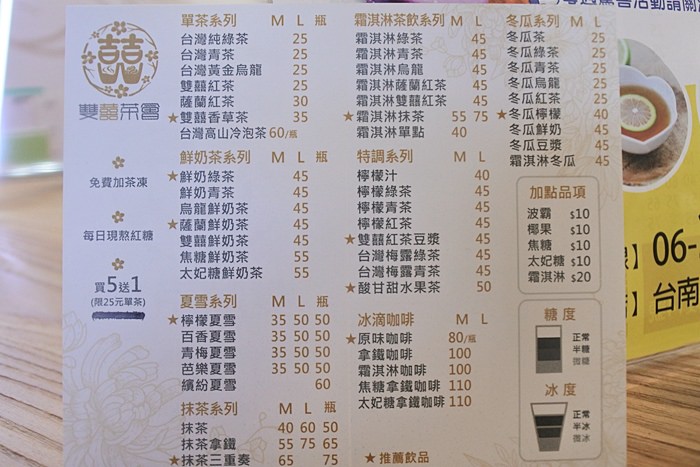 雙囍茶會
免費加茶凍
每日現熬紅糖
買5送1
(限25元單茶)
單茶系列 M L 瓶
台灣純綠茶 25
台灣青茶 25
台灣黃金烏龍 25
雙囍紅茶 25
薩蘭紅茶 30
★雙囍香草茶 35
台灣高山冷泡茶 60/瓶
鮮奶茶系列 M L 瓶
★鮮奶綠茶 45
鮮奶青茶 45
烏龍鮮奶茶 45
★薩蘭鮮奶茶 45
雙囍鮮奶茶 45
焦糖鮮奶茶 55
太妃糖鮮奶茶 55
夏雪系列 M L 瓶
★檸檬夏雪 35 50 50
百香夏雪 35 50 50
青梅夏雪 35 50 50
芭樂夏雪 35 50 50
繽紛夏雪 60
抹茶系列 M L 瓶
抹茶 40 60 50
抹茶拿鐵 55 75 65
★抹茶三重奏 65 75
霜淇淋茶飲系列 M L
霜淇淋綠茶 45
霜淇淋青茶 45
霜淇淋烏龍 45
霜淇淋薩蘭紅茶 45
霜淇淋雙囍紅茶 45
★霜淇淋抹茶 55 75
霜淇淋單點 40
特調系列 M L
檸檬汁 40
檸檬綠茶 45
檸檬青茶 45
檸檬紅茶 45
★雙囍紅茶豆漿 45
台灣梅露綠茶 45
台灣梅露青茶 45
★酸甘甜水果茶 50
冰滴咖啡 M L
★原味咖啡 80/瓶
拿鐵咖啡 100
霜淇淋咖啡 100
焦糖拿鐵咖啡 110
太妃糖拿鐵咖啡 110
★推薦飲品
冬瓜系列 M L
冬瓜茶 25
冬瓜綠茶 25
冬瓜青茶 25
冬瓜烏龍 25
冬瓜紅茶 25
★冬瓜檸檬 40
冬瓜鮮奶 45
冬瓜豆漿 45
霜淇淋冬瓜 45
加點品項
波霸 $10
椰果 $10
焦糖 $10
太妃糖 $10
霜淇淋 $20
糖度
正常
半糖
微糖
冰度
正常
半冰
微冰
06-
台南